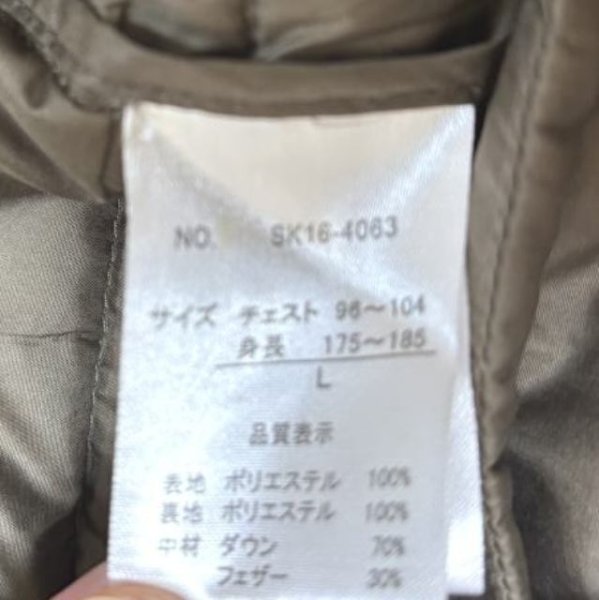 NO. SK16-4063
サイズ チェスト 96～104
身長 175～185
L
品質表示
表地 ポリエステル 100%
裏地 ポリエステル 100%
中材 ダウン 70%
フェザー 30%